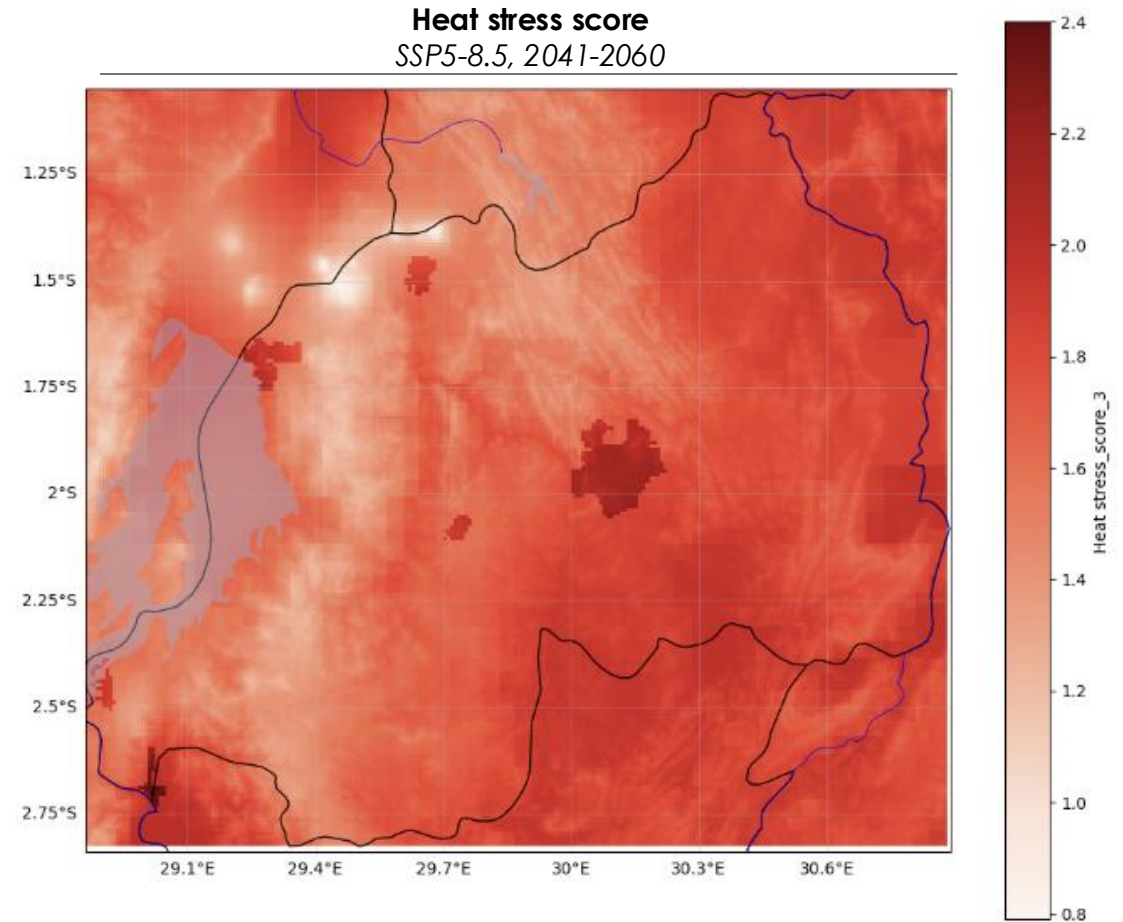 Heat stress score
SSP5-8.5, 2041-2060
1.25°S
1.5°S
1.75°S
2°S
2.25°S
2.5°S
2.75°S
29.1°E
29.4°E
29.7°E
30°E
30.3°E
30.6°E
2.4
2.2
2.0
1.8
1.6
1.4
1.2
1.0
0.8
Heat stress_score_3